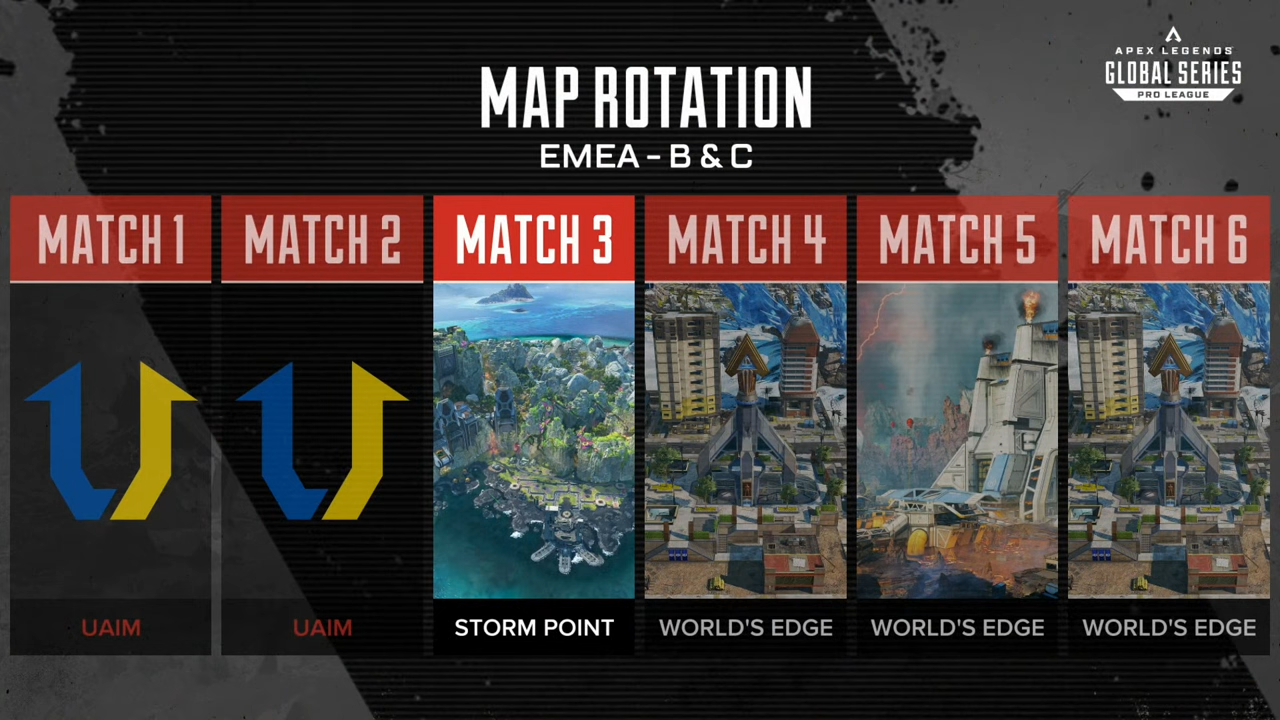 APEX LEGENDS
GLOBAL SERIES
PRO LEAGUE
MAP ROTATION
EMEA – B & C
MATCH 1
MATCH 2
MATCH 3
MATCH 4
MATCH 5
MATCH 6
UAIM
UAIM
STORM POINT
WORLD'S EDGE
WORLD'S EDGE
WORLD'S EDGE